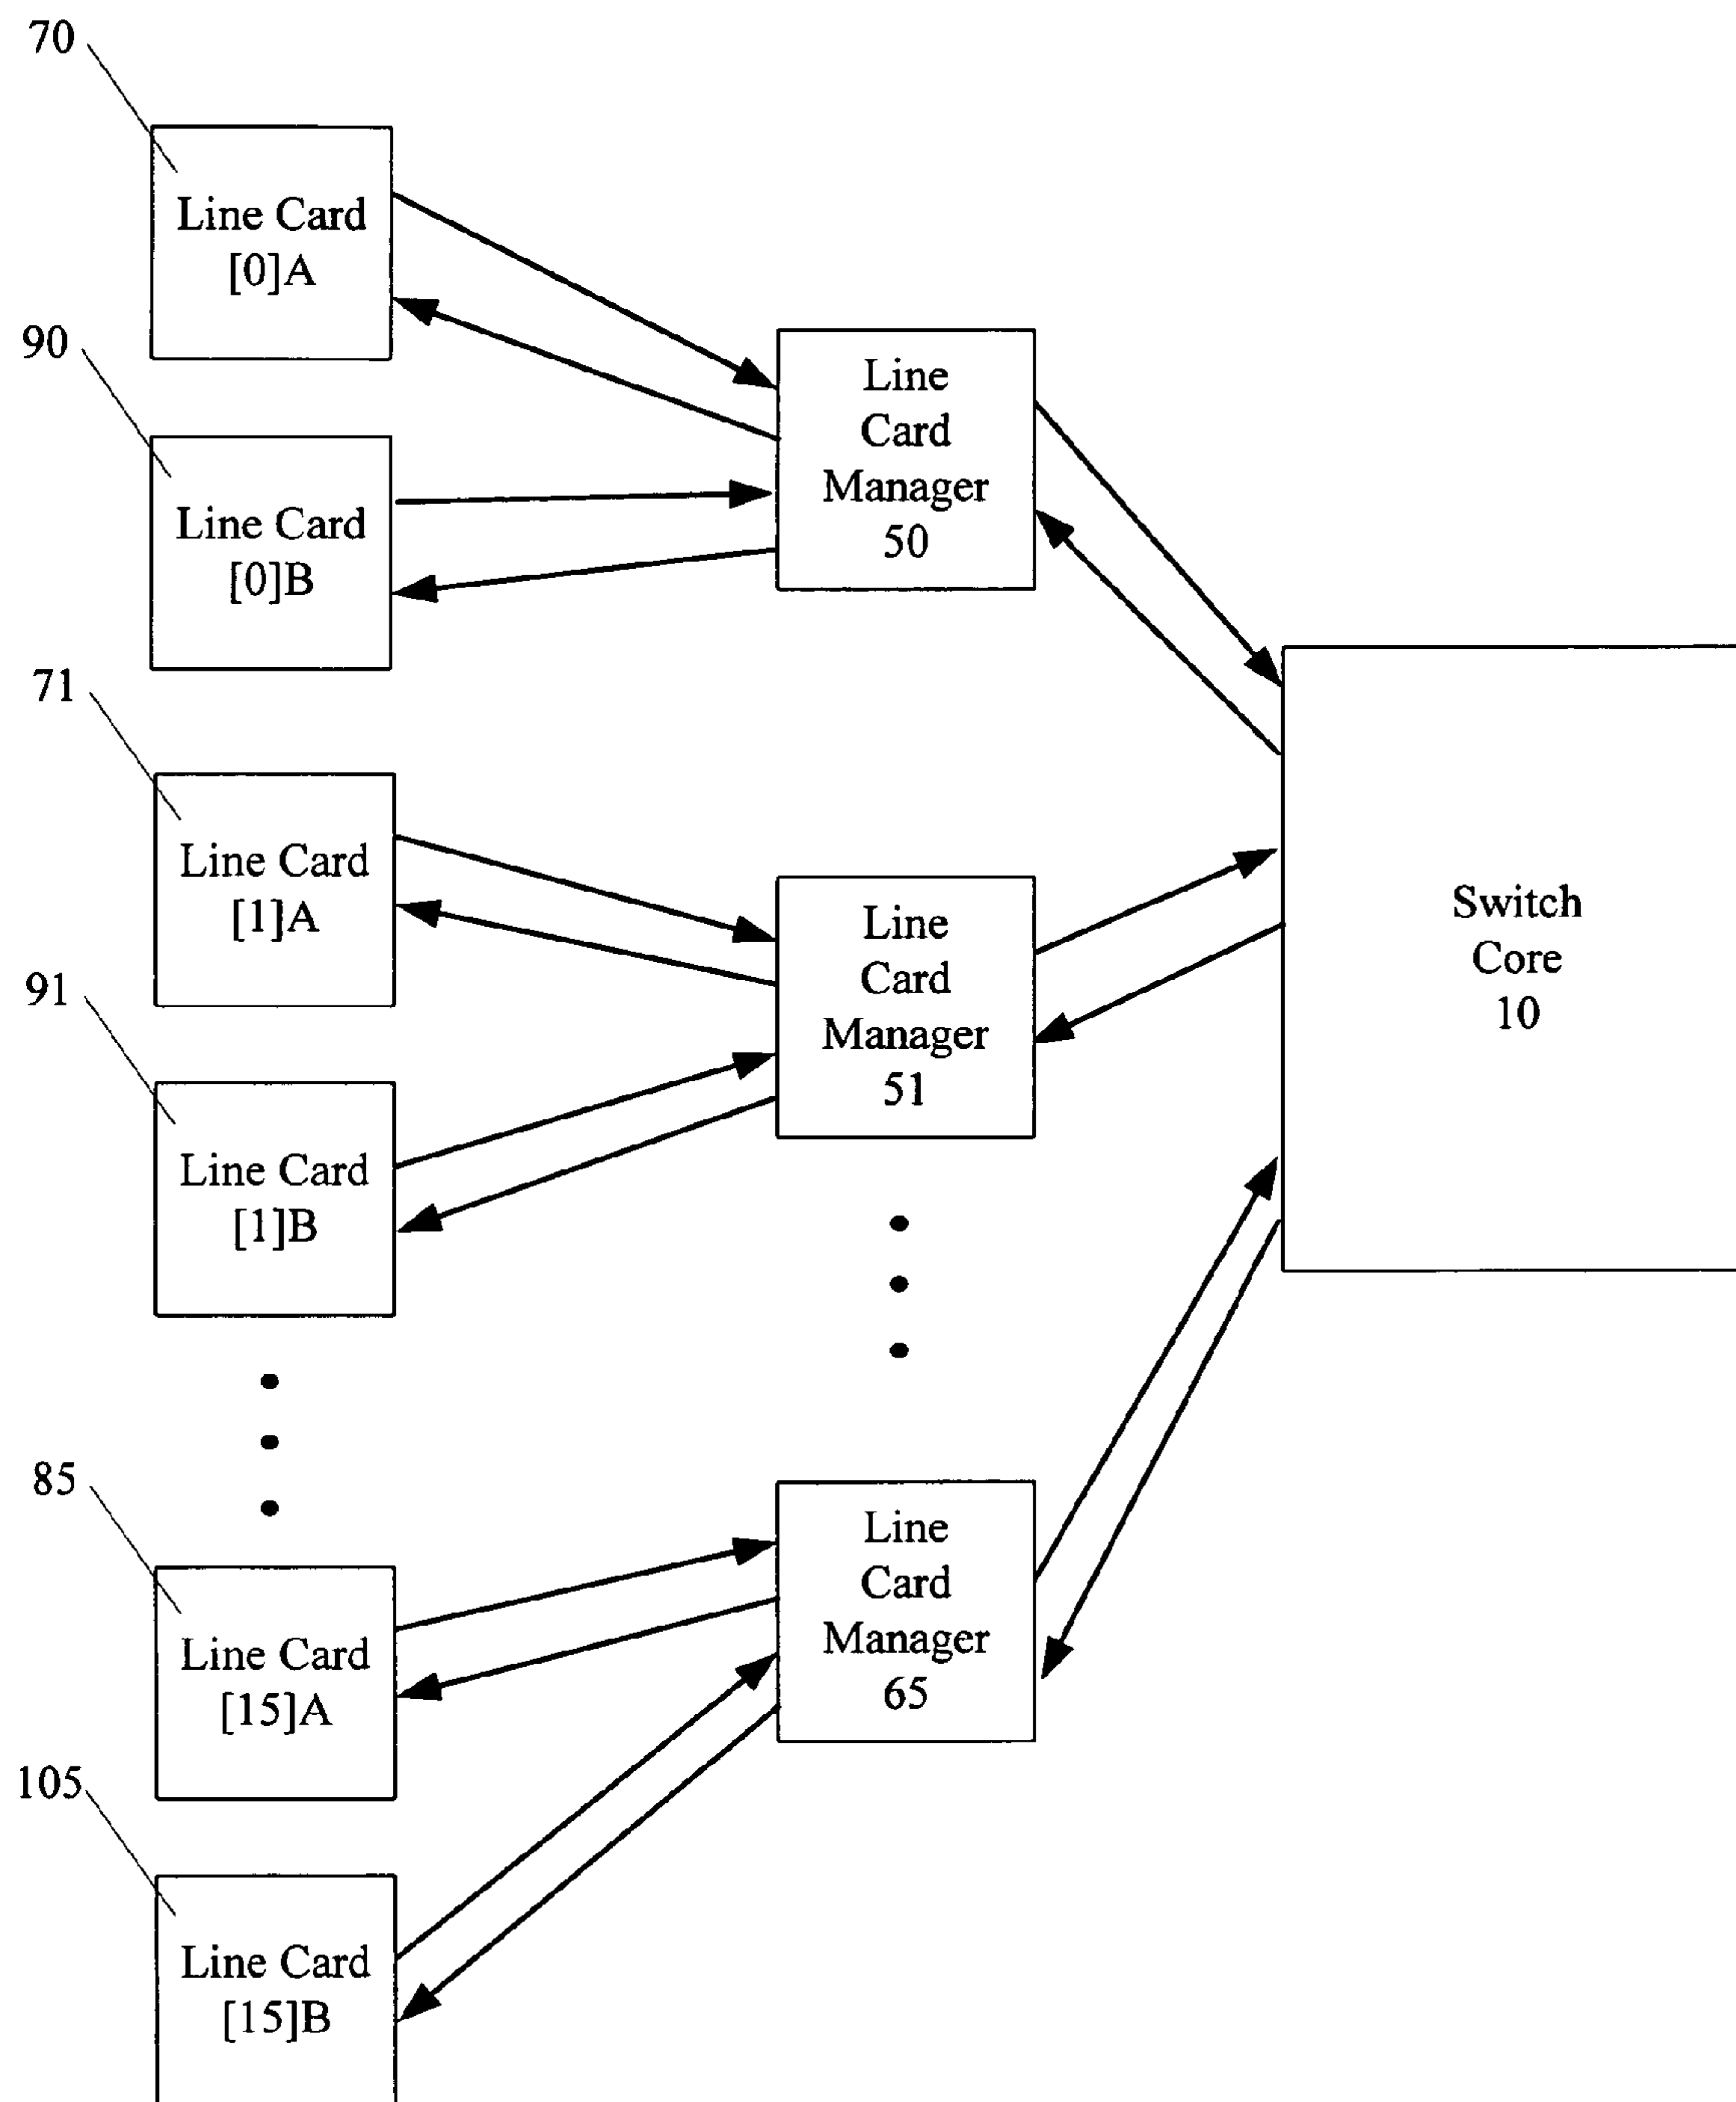 70
Line Card
[0]A
90
Line Card
[0]B
Line
Card
Manager
50
71
Line Card
[1]A
91
Line Card
[1]B
Line
Card
Manager
51
Switch
Core
10
85
Line Card
[15]A
105
Line Card
[15]B
Line
Card
Manager
65